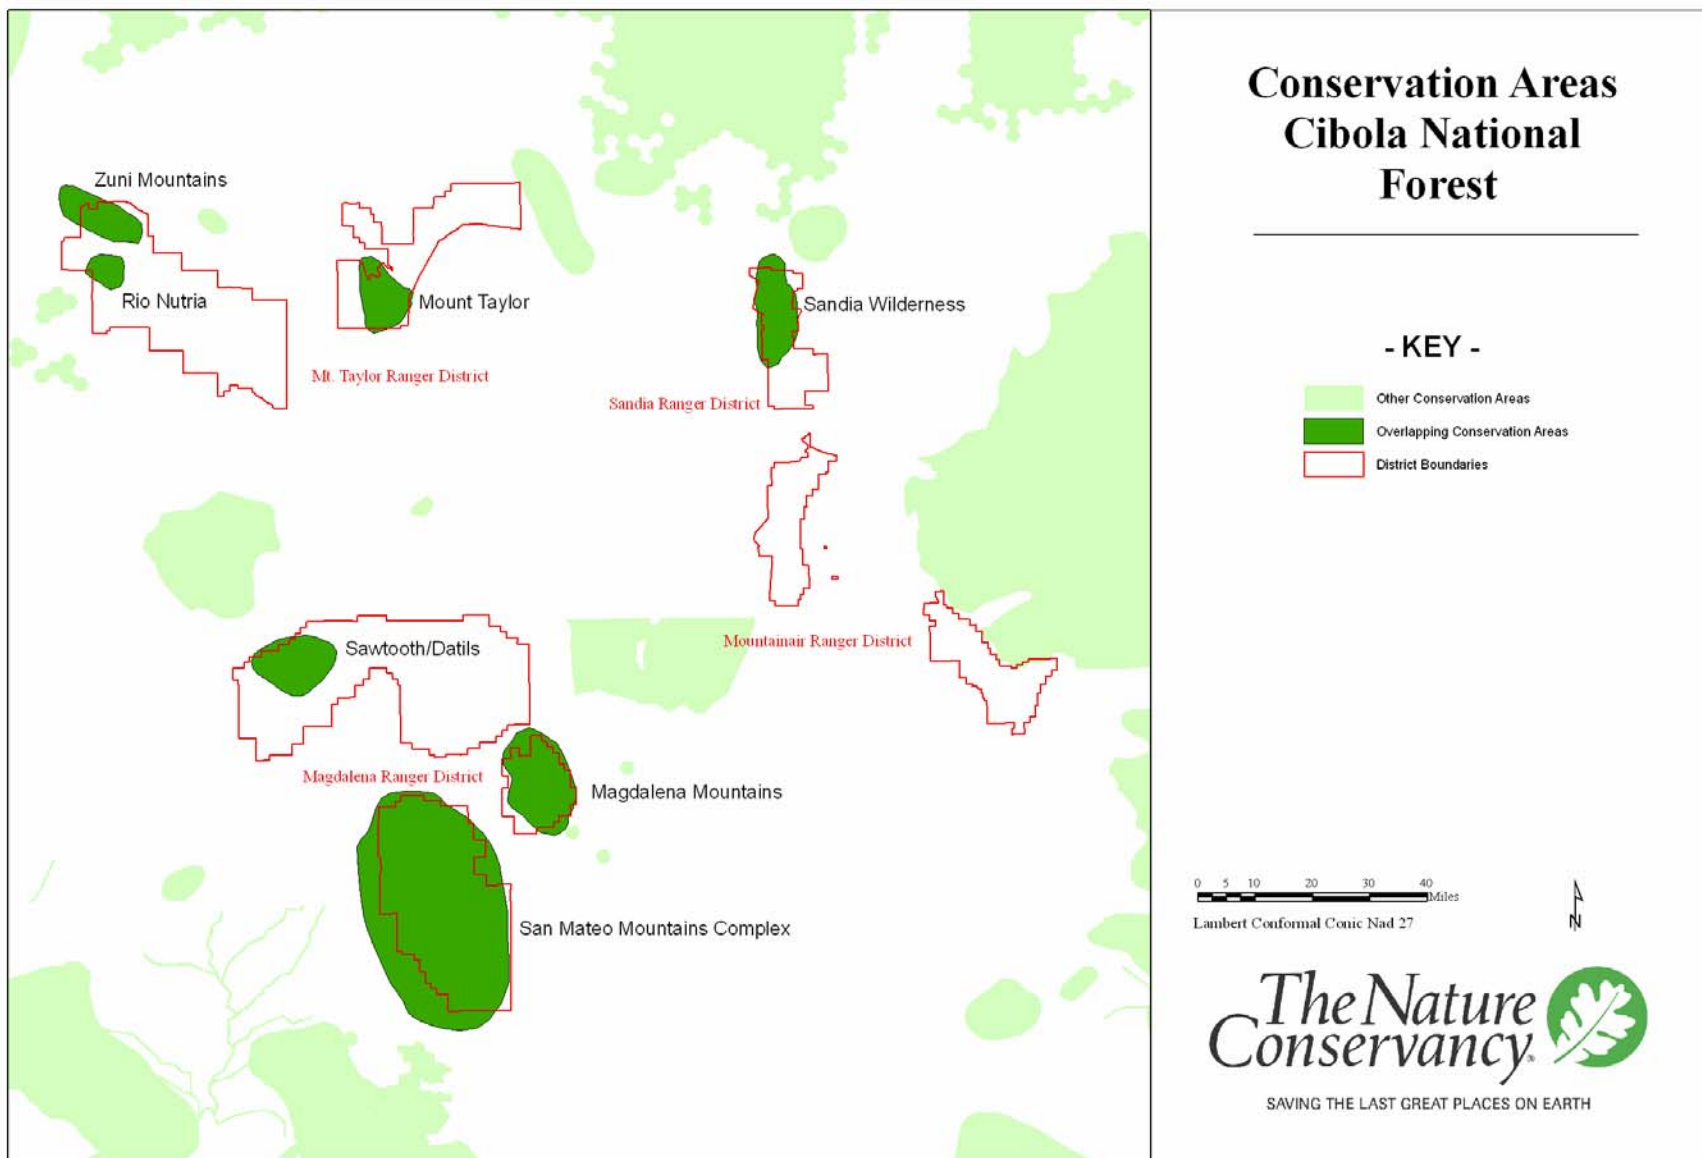 Conservation Areas
Cibola National
Forest
Zuni Mountains
Rio Nutria
Mount Taylor
Sandia Wilderness
Mt. Taylor Ranger District
Sandia Ranger District
- KEY -
Other Conservation Areas
Overlapping Conservation Areas
District Boundaries
Sawtooth/Datils
Mountainair Ranger District
Magdalena Ranger District
Magdalena Mountains
San Mateo Mountains Complex
0 5 10 20 30 40
Miles
Lambert Conformal Conic Nad 27
N
The Nature
Conservancy®
SAVING THE LAST GREAT PLACES ON EARTH